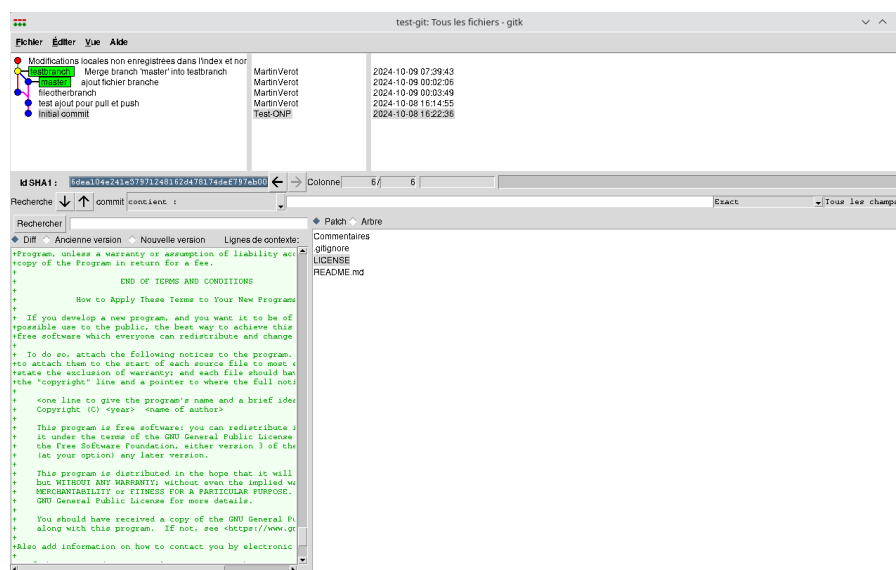 test-git: Tous les fichiers - gitk
Fichier Éditer Vue Aide
Modifications locales non enregistrées dans l'index et non
testbranch Merge branch 'master' into testbranch MartinVerot 2024-10-09 07:39:43
master ajout fichier branche MartinVerot 2024-10-09 00:02:06
fileotherbranch MartinVerot 2024-10-09 00:03:49
test ajout pour pull et push MartinVerot 2024-10-08 16:14:55
Initial commit Test-ONP 2024-10-08 16:22:36
Id SHA1 : 6dea104e241e57971248162d478174def797eb00 Colonne 6/ 6
Recherche commit contient : Exact Tous les champs
Rechercher Patch Arbre
Diff Ancienne version Nouvelle version Lignes de contexte:
Commentaires
.gitignore
LICENSE
README.md
+Program, unless a warranty or assumption of liability acc
+copy of the Program in return for a fee.
+
+ END OF TERMS AND CONDITIONS
+
+ How to Apply These Terms to Your New Programs
+
+ If you develop a new program, and you want it to be of
+possible use to the public, the best way to achieve this
+free software which everyone can redistribute and change
+
+ To do so, attach the following notices to the program.
+to attach them to the start of each source file to most e
+state the exclusion of warranty; and each file should hav
+the "copyright" line and a pointer to where the full noti
+
+ <one line to give the program's name and a brief idea
+ Copyright (C) <year> <name of author>
+
+ This program is free software: you can redistribute i
+ it under the terms of the GNU General Public License
+ the Free Software Foundation, either version 3 of the
+ (at your option) any later version.
+
+ This program is distributed in the hope that it will
+ but WITHOUT ANY WARRANTY; without even the implied wa
+ MERCHANTABILITY or FITNESS FOR A PARTICULAR PURPOSE.
+ GNU General Public License for more details.
+
+ You should have received a copy of the GNU General Pu
+ along with this program. If not, see <https://www.gn
+
+Also add information on how to contact you by electronic
+